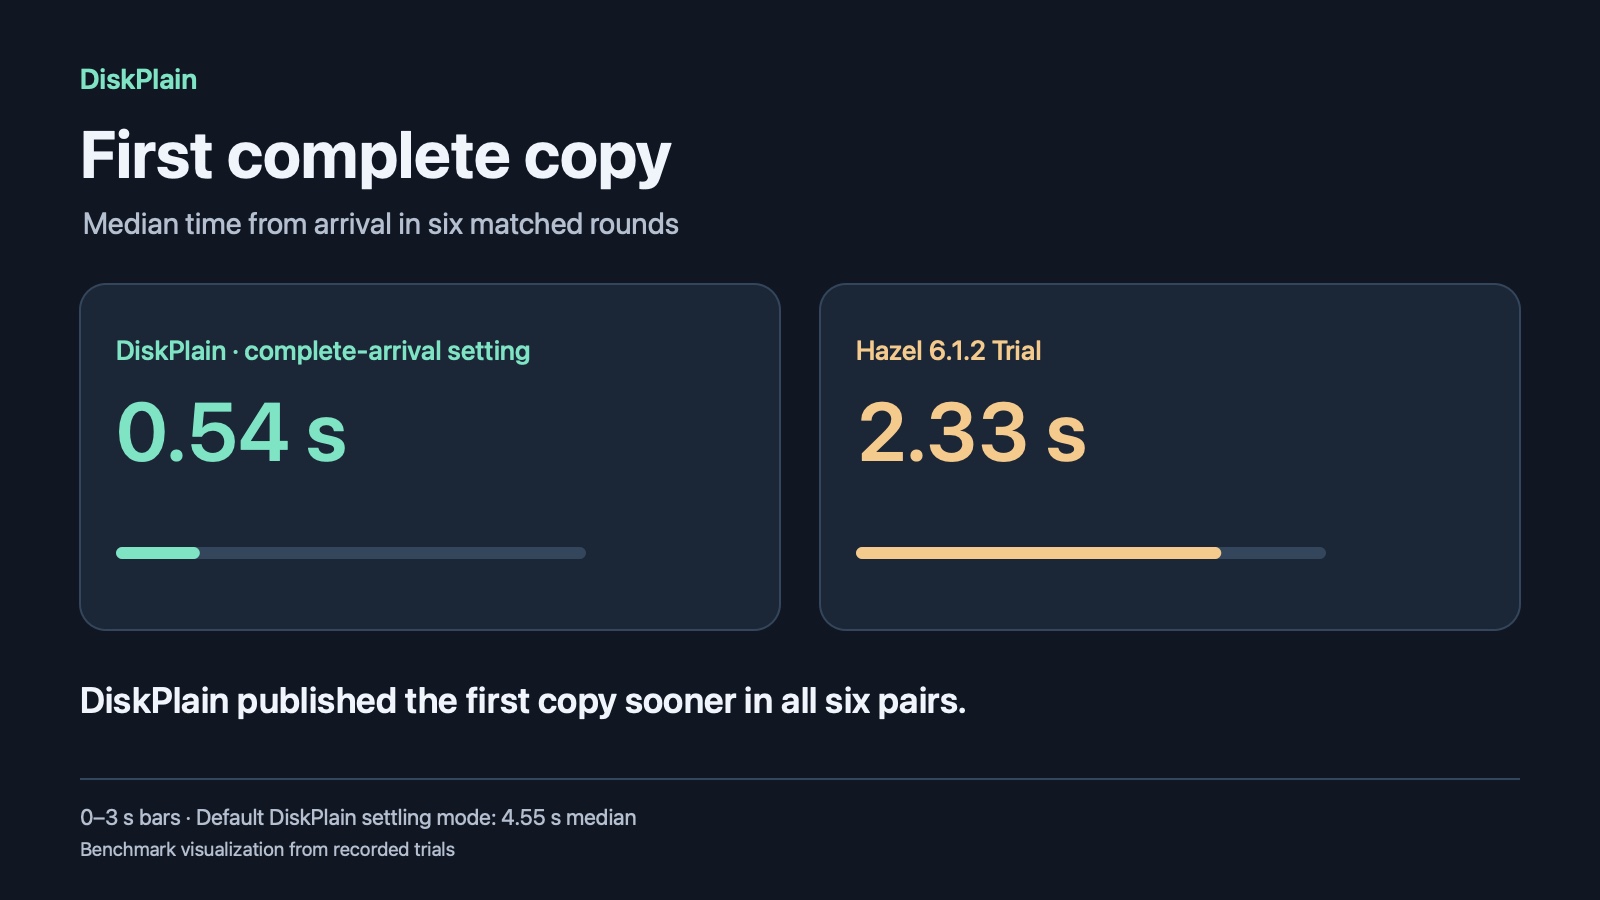 DiskPlain
First complete copy
Median time from arrival in six matched rounds
DiskPlain · complete-arrival setting
0.54 s
Hazel 6.1.2 Trial
2.33 s
DiskPlain published the first copy sooner in all six pairs.
0–3 s bars · Default DiskPlain settling mode: 4.55 s median
Benchmark visualization from recorded trials